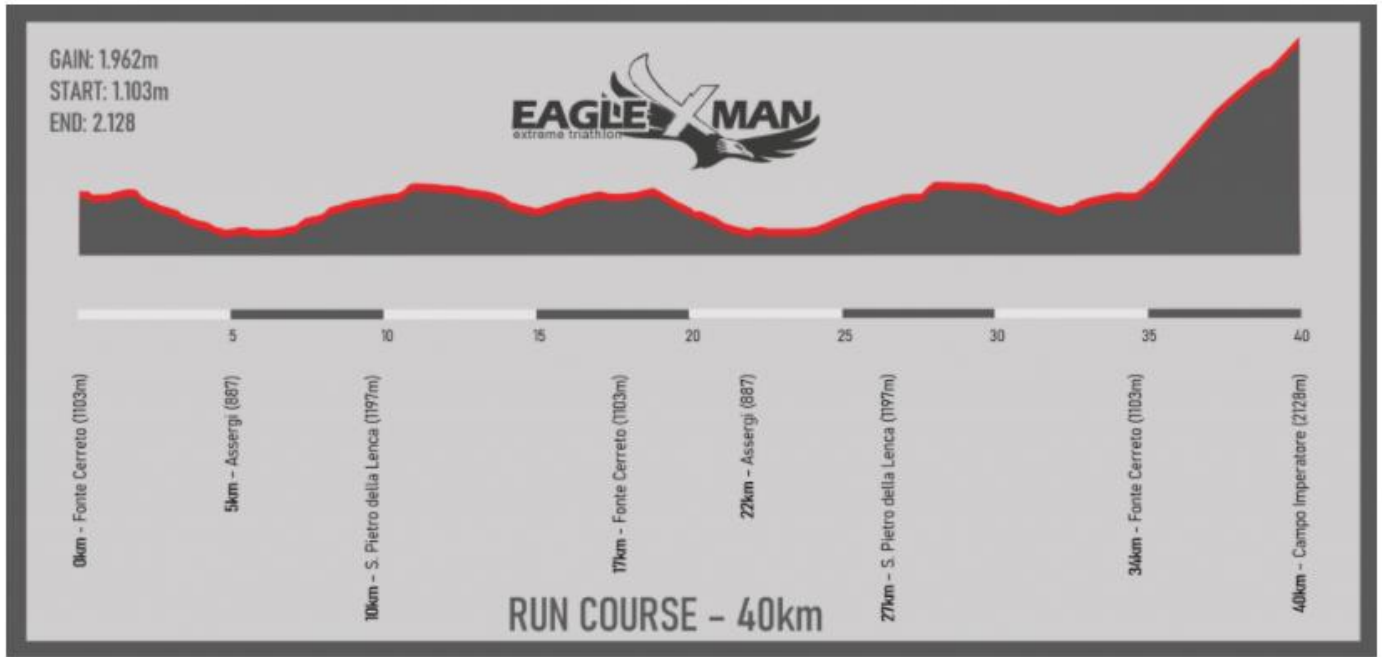 GAIN: 1.962m
START: 1.103m
END: 2.128
EAGLE X MAN
extreme triathlon
5
10
15
20
25
30
35
40
0km - Fonte Cerreto (1103m)
5km - Assergi (887)
10km - S. Pietro della Lenca (1197m)
17km - Fonte Cerreto (1103m)
22km - Assergi (887)
27km - S. Pietro della Lenca (1197m)
34km - Fonte Cerreto (1103m)
40km - Campo Imperatore (2128m)
RUN COURSE - 40km